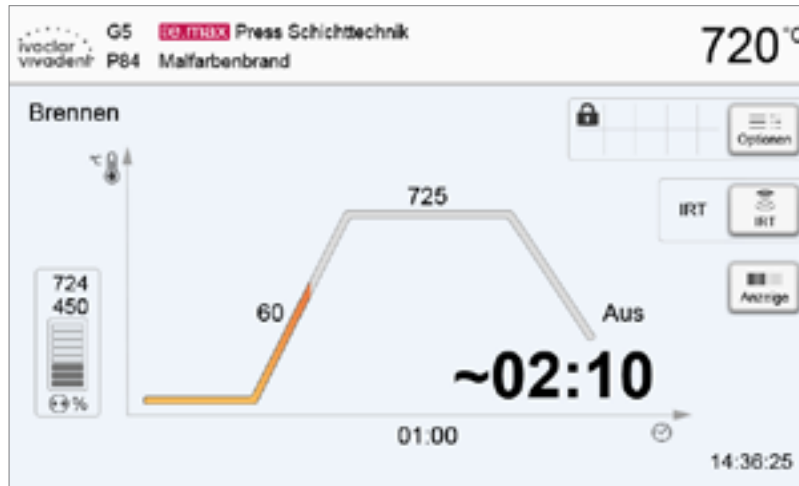 ivoclar
vivadent
G5 e.max Press Schichttechnik
P84 Malfarbenbrand
720 °C
Brennen
Optionen
°C
725
IRT
IRT
724
450
60
Aus
Anzeige
~02:10
%
01:00
14:36:25